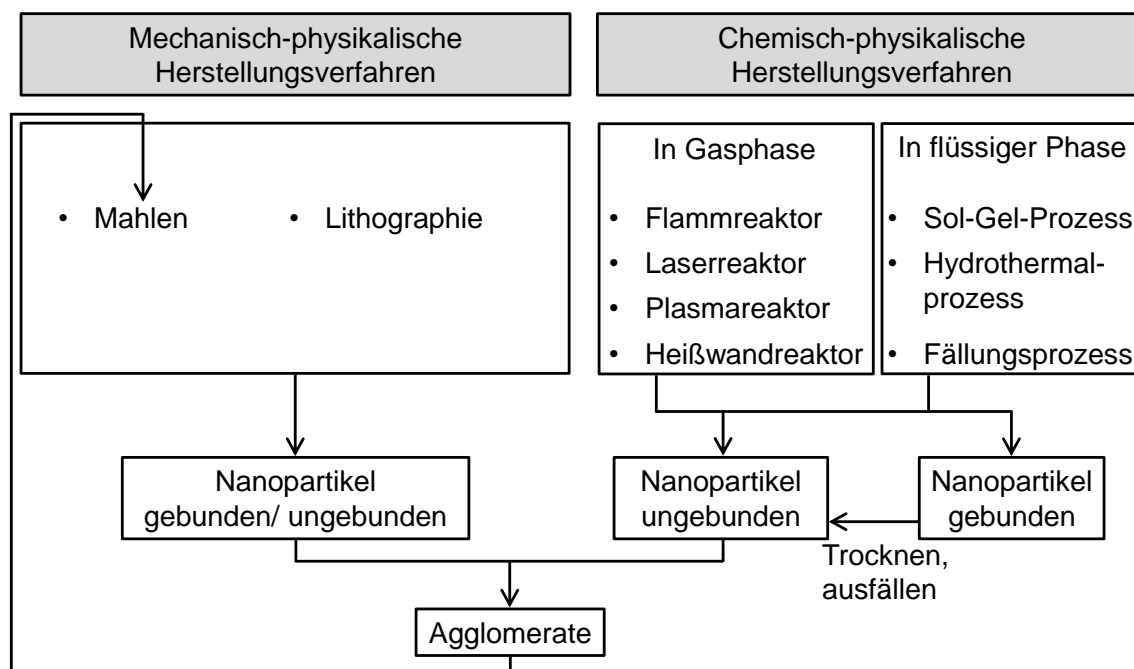 Mechanisch-physikalische
Herstellungsverfahren
Chemisch-physikalische
Herstellungsverfahren
• Mahlen
• Lithographie
In Gasphase
• Flammreaktor
• Laserreaktor
• Plasmareaktor
• Heißwandreaktor
In flüssiger Phase
• Sol-Gel-Prozess
• Hydrothermal-
prozess
• Fällungsprozess
Nanopartikel
gebunden/ ungebunden
Nanopartikel
ungebunden
Nanopartikel
gebunden
Trocknen,
ausfällen
Agglomerate